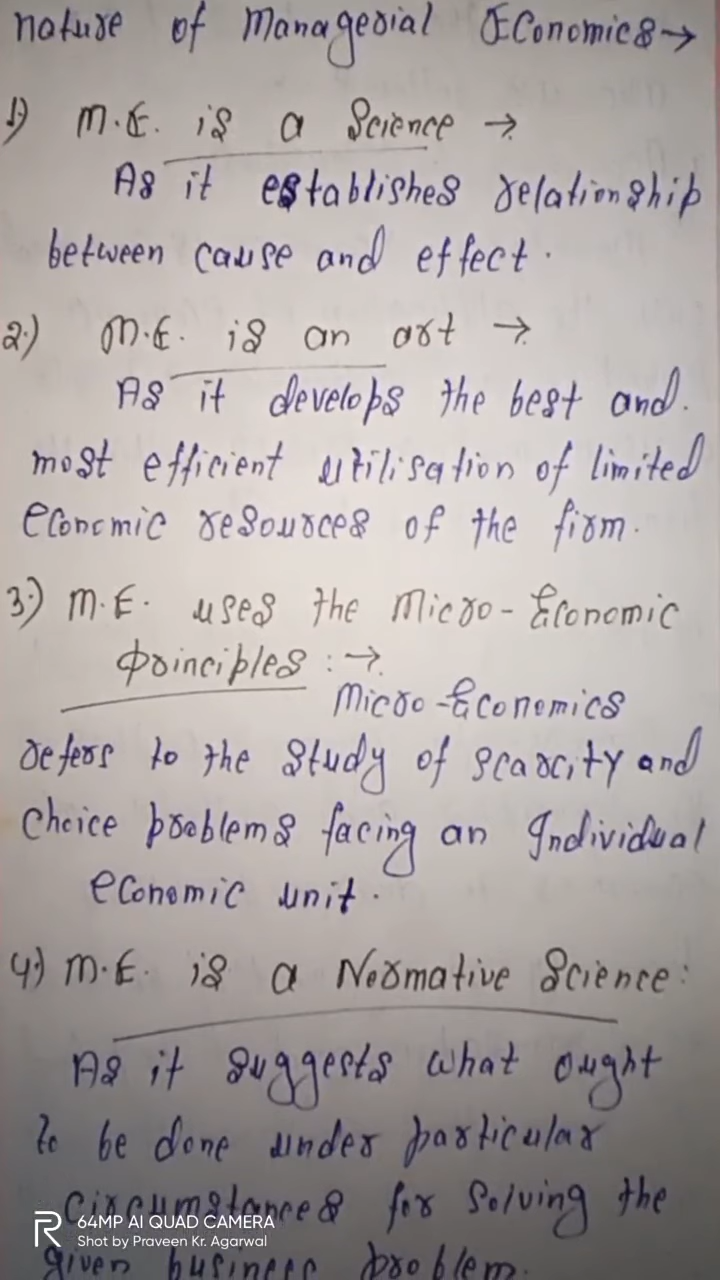 nature of Managerial Economics→
1) M.E. is a Science →
As it establishes relationship
between cause and effect.
2.) M.E. is an art →
As it develops the best and.
most efficient utilisation of limited
economic resources of the firm.
3.) M.E. uses the Micro-Economic
principles :→
Micro-Economics
refers to the study of scarcity and
choice problems facing an Individual
economic unit.
4.) M.E. is a Normative Science:
As it suggests what ought
to be done under particular
circumstances for solving the
given business problem.
64MP AI QUAD CAMERA
Shot by Praveen Kr. Agarwal